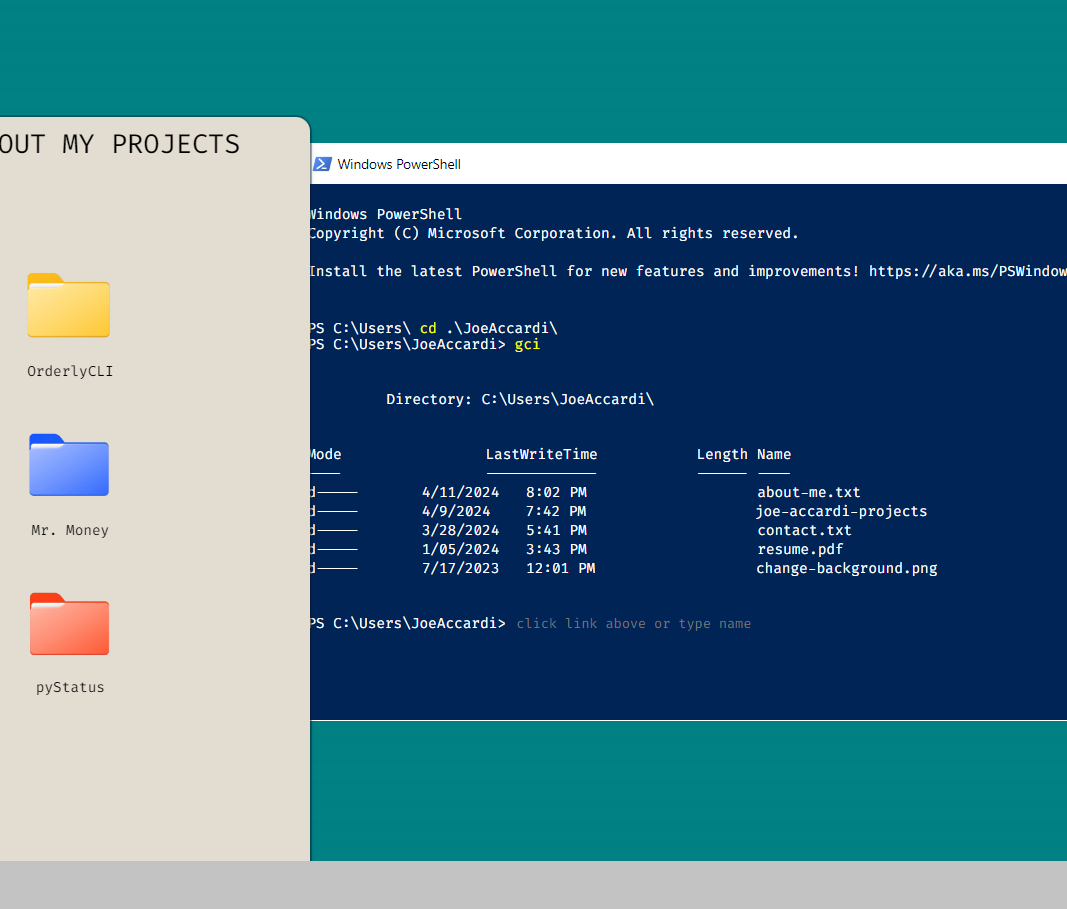 OUT MY PROJECTS
OrderlyCLI
Mr. Money
pyStatus
Windows PowerShell
Windows PowerShell
Copyright (C) Microsoft Corporation. All rights reserved.
Install the latest PowerShell for new features and improvements! https://aka.ms/PSWindow
PS C:\Users\ cd .\JoeAccardi\
PS C:\Users\JoeAccardi> gci
Directory: C:\Users\JoeAccardi\
Mode LastWriteTime Length Name
d----- 4/11/2024 8:02 PM about-me.txt
d----- 4/9/2024 7:42 PM joe-accardi-projects
d----- 3/28/2024 5:41 PM contact.txt
d----- 1/05/2024 3:43 PM resume.pdf
d----- 7/17/2023 12:01 PM change-background.png
PS C:\Users\JoeAccardi> click link above or type name